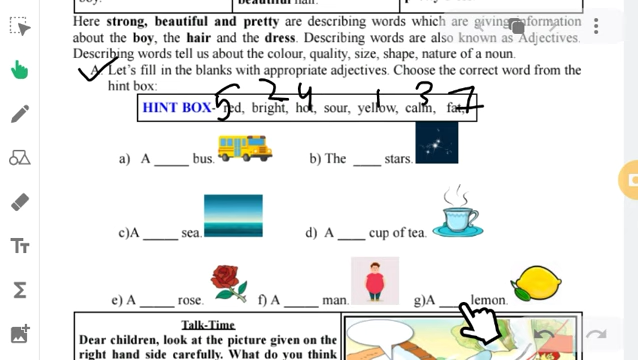 beautiful hair.
Here strong, beautiful and pretty are describing words which are giving information
about the boy, the hair and the dress. Describing words are also known as Adjectives.
Describing words tell us about the colour, quality, size, shape, nature of a noun.
A. Let's fill in the blanks with appropriate adjectives. Choose the correct word from the
hint box:
5 2 4 1 3 7
HINT BOX- red, bright, hot, sour, yellow, calm, fat,
a) A _____ bus. b) The ____ stars.
c)A _____ sea. d) A ____ cup of tea.
e) A _____ rose. f) A _____ man. g)A ____ lemon.
Talk-Time
Dear children, look at the picture given on the
right hand side carefully. What do you think
TT
Σ